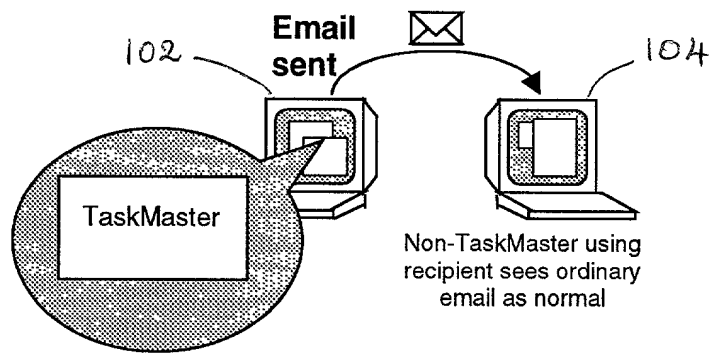 102
Email
sent
104
TaskMaster
Non-TaskMaster using
recipient sees ordinary
email as normal